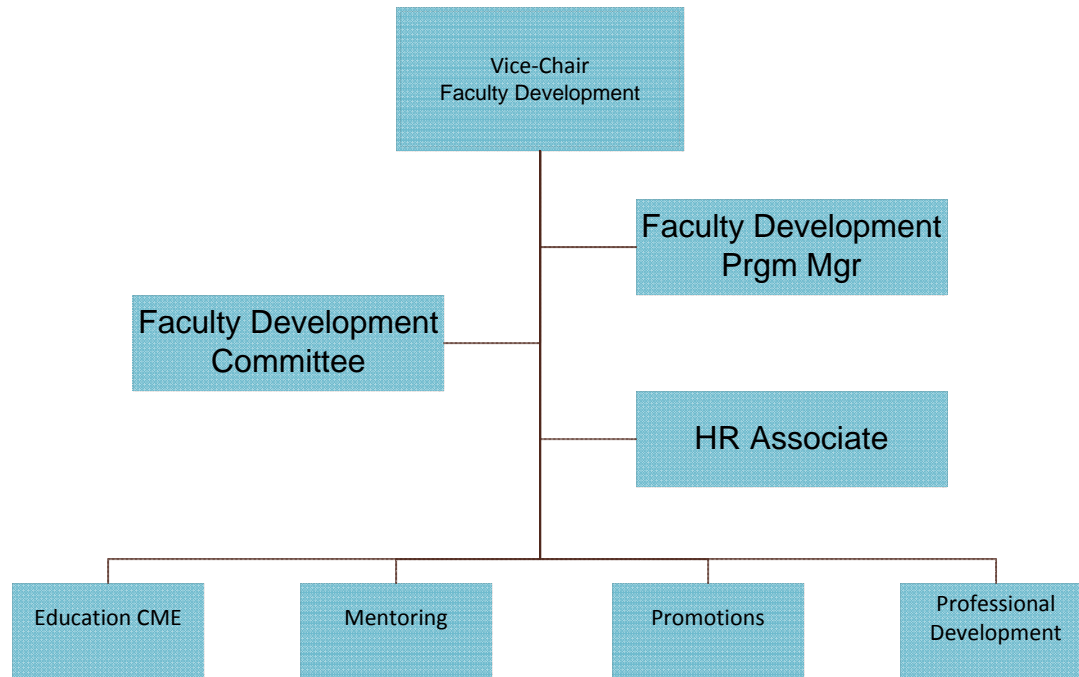 Vice-Chair
Faculty Development
Faculty Development
Prgm Mgr
Faculty Development
Committee
HR Associate
Education CME
Mentoring
Promotions
Professional
Development